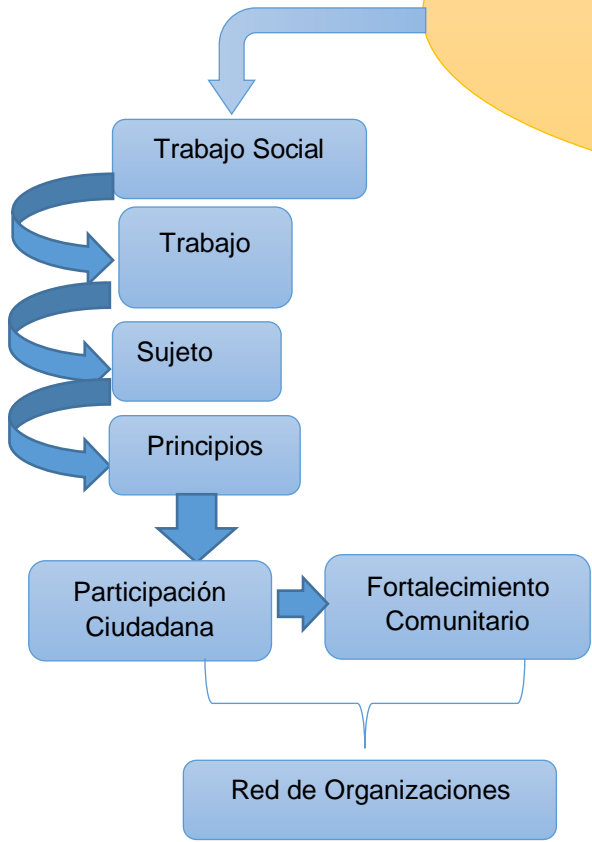 Trabajo Social
Trabajo
Sujeto
Principios
Participación
Ciudadana
Fortalecimiento
Comunitario
Red de Organizaciones